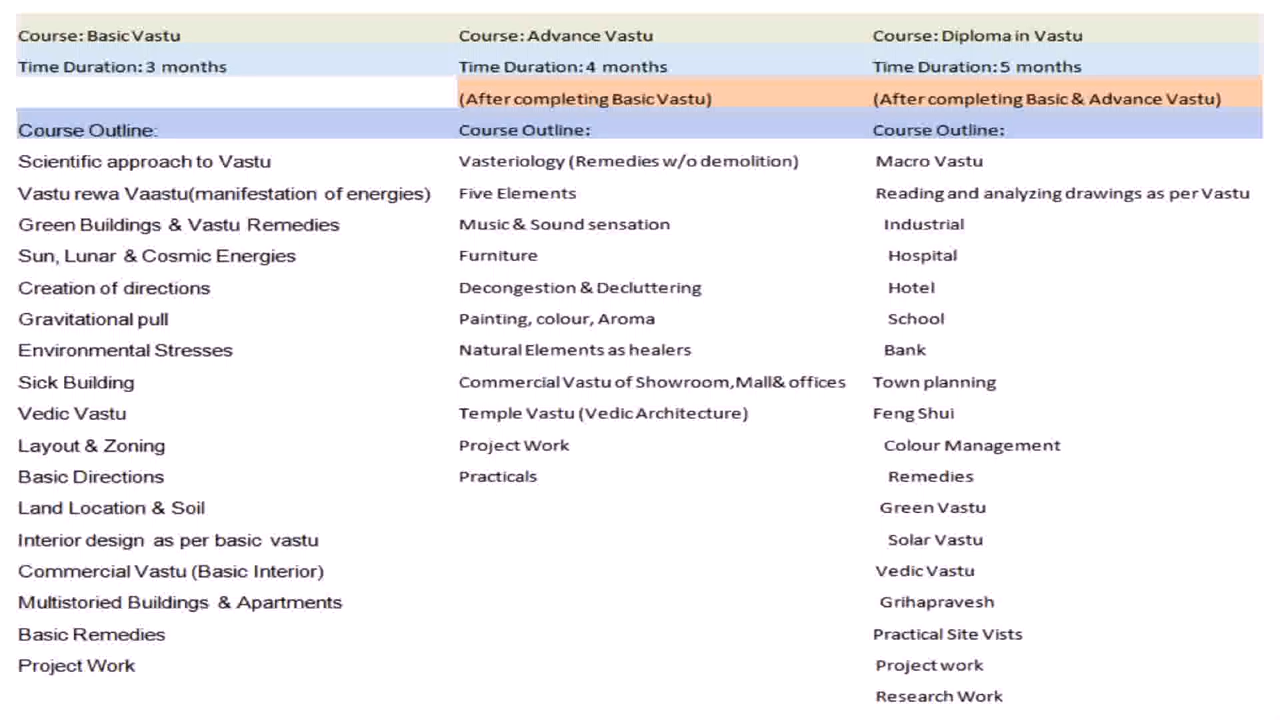 Course: Basic Vastu
Time Duration: 3 months
Course Outline:
Scientific approach to Vastu
Vastu rewa Vaastu(manifestation of energies)
Green Buildings & Vastu Remedies
Sun, Lunar & Cosmic Energies
Creation of directions
Gravitational pull
Environmental Stresses
Sick Building
Vedic Vastu
Layout & Zoning
Basic Directions
Land Location & Soil
Interior design as per basic vastu
Commercial Vastu (Basic Interior)
Multistoried Buildings & Apartments
Basic Remedies
Project Work
Course: Advance Vastu
Time Duration: 4 months
(After completing Basic Vastu)
Course Outline:
Vasteriology (Remedies w/o demolition)
Five Elements
Music & Sound sensation
Furniture
Decongestion & Decluttering
Painting, colour, Aroma
Natural Elements as healers
Commercial Vastu of Showroom,Mall& offices
Temple Vastu (Vedic Architecture)
Project Work
Practicals
Course: Diploma in Vastu
Time Duration: 5 months
(After completing Basic & Advance Vastu)
Course Outline:
Macro Vastu
Reading and analyzing drawings as per Vastu
Industrial
Hospital
Hotel
School
Bank
Town planning
Feng Shui
Colour Management
Remedies
Green Vastu
Solar Vastu
Vedic Vastu
Grihapravesh
Practical Site Vists
Project work
Research Work